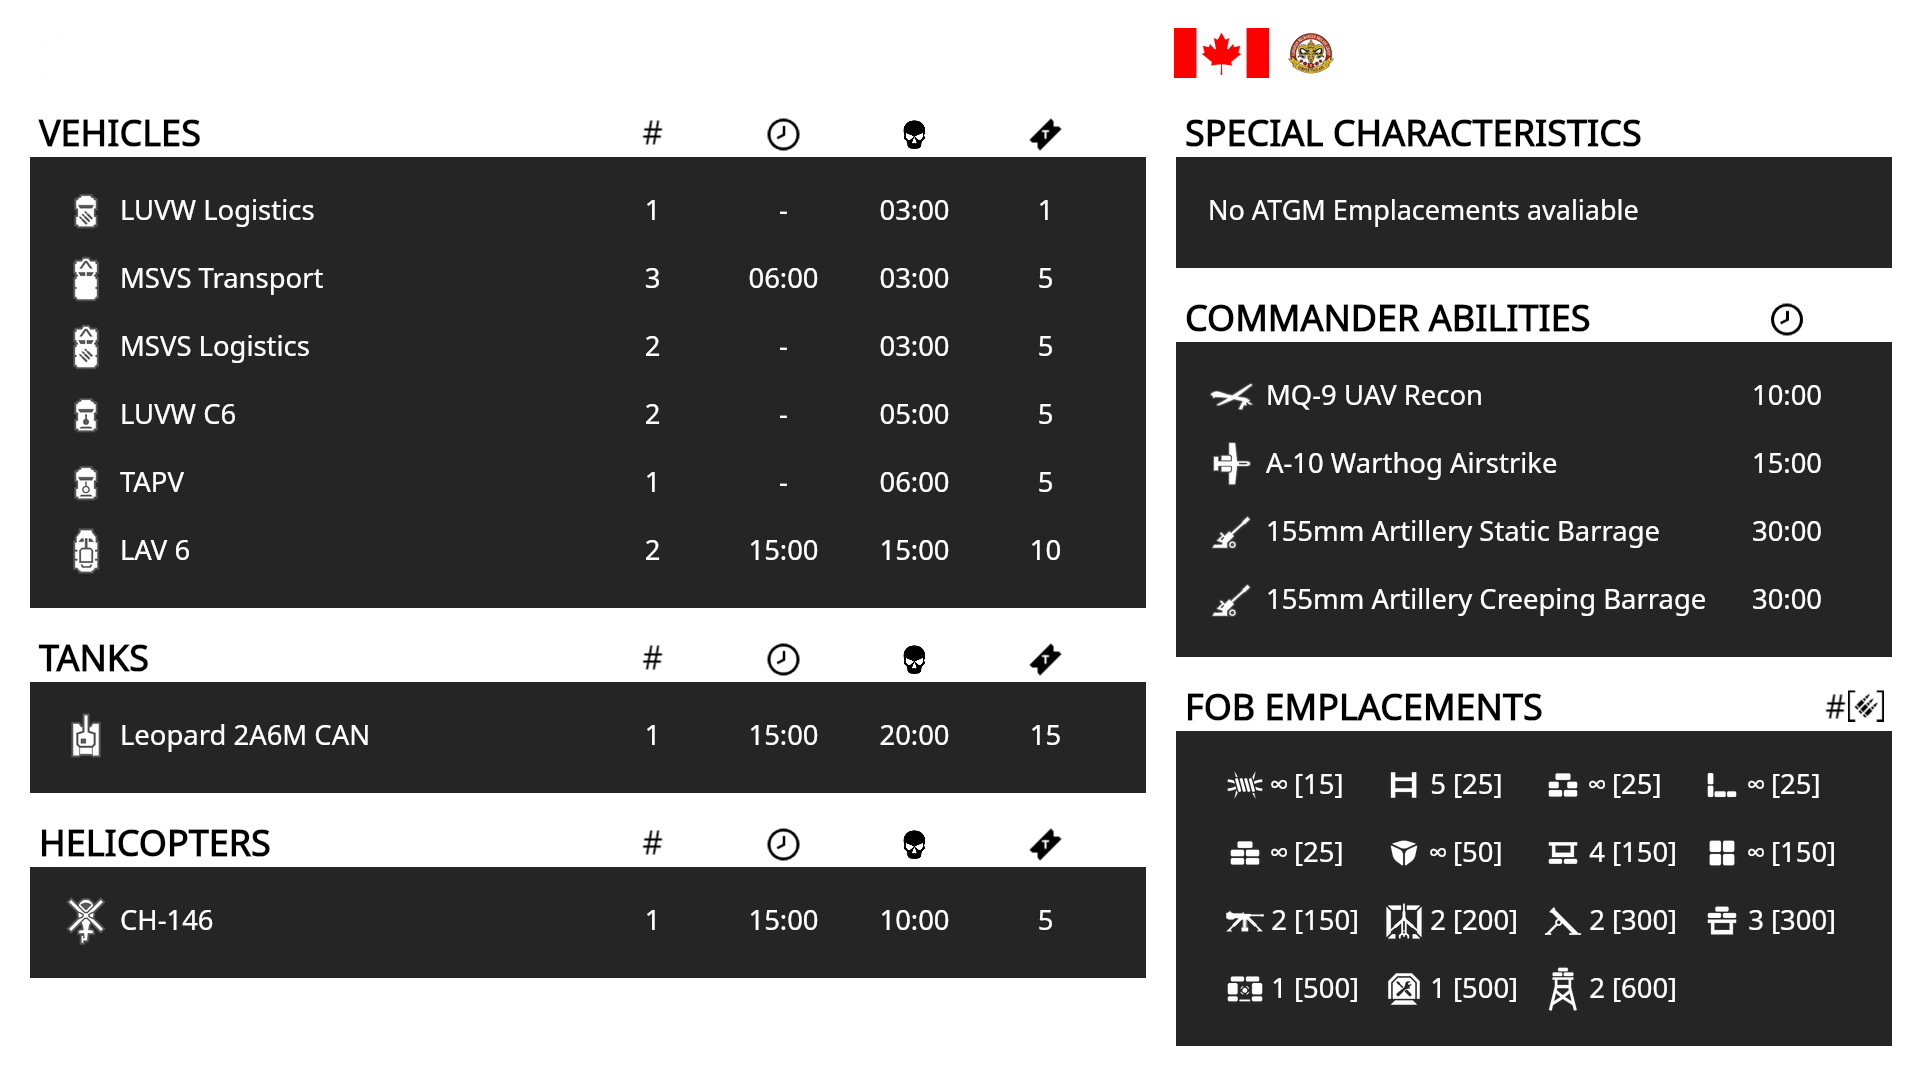 VEHICLES #
LUVW Logistics 1 - 03:00 1
MSVS Transport 3 06:00 03:00 5
MSVS Logistics 2 - 03:00 5
LUVW C6 2 - 05:00 5
TAPV 1 - 06:00 5
LAV 6 2 15:00 15:00 10
TANKS #
Leopard 2A6M CAN 1 15:00 20:00 15
HELICOPTERS #
CH-146 1 15:00 10:00 5
SPECIAL CHARACTERISTICS
No ATGM Emplacements avaliable
COMMANDER ABILITIES
MQ-9 UAV Recon 10:00
A-10 Warthog Airstrike 15:00
155mm Artillery Static Barrage 30:00
155mm Artillery Creeping Barrage 30:00
FOB EMPLACEMENTS #[]
∞ [15] 5 [25] ∞ [25] ∞ [25]
∞ [25] ∞ [50] 4 [150] ∞ [150]
2 [150] 2 [200] 2 [300] 3 [300]
1 [500] 1 [500] 2 [600]